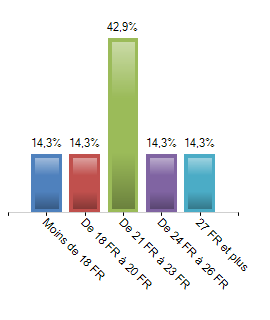 42,9%
14,3%
14,3%
14,3%
14,3%
Moins de 18 FR
De 18 FR à 20 FR
De 21 FR à 23 FR
De 24 FR à 26 FR
27 FR et plus